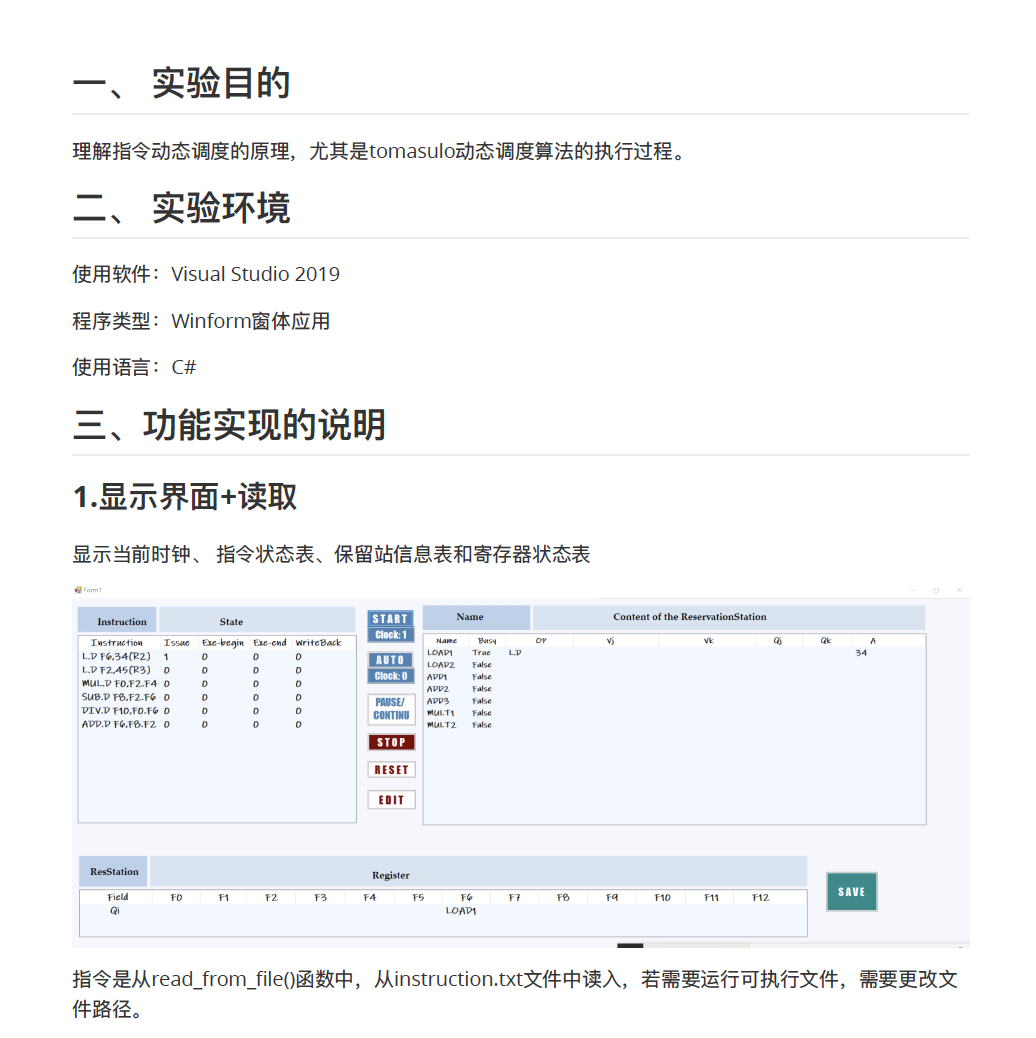 一、 实验目的
理解指令动态调度的原理，尤其是tomasulo动态调度算法的执行过程。
二、 实验环境
使用软件：Visual Studio 2019
程序类型：Winform窗体应用
使用语言：C#
三、功能实现的说明
1.显示界面+读取
显示当前时钟、 指令状态表、保留站信息表和寄存器状态表
Form1
Instruction State
Instruction Issue Exe-begin Exe-end WriteBack
L.D F6,34(R2) 1 0 0 0
L.D F2,45(R3) 0 0 0 0
MUL.D F0,F2,F4 0 0 0 0
SUB.D F8,F2,F6 0 0 0 0
DIV.D F10,F0,F6 0 0 0 0
ADD.D F6,F8,F2 0 0 0 0
START
Clock: 1
AUTO
Clock: 0
PAUSE/
CONTINU
STOP
RESET
EDIT
Name Content of the ReservationStation
Name Busy OP Vj Vk Qj Qk A
LOAD1 True L.D 34
LOAD2 False
ADD1 False
ADD2 False
ADD3 False
MULT1 False
MULT2 False
ResStation Register
Field F0 F1 F2 F3 F4 F5 F6 F7 F8 F9 F10 F11 F12
Qi LOAD1
SAVE
指令是从read_from_file()函数中，从instruction.txt文件中读入，若需要运行可执行文件，需要更改文
件路径。